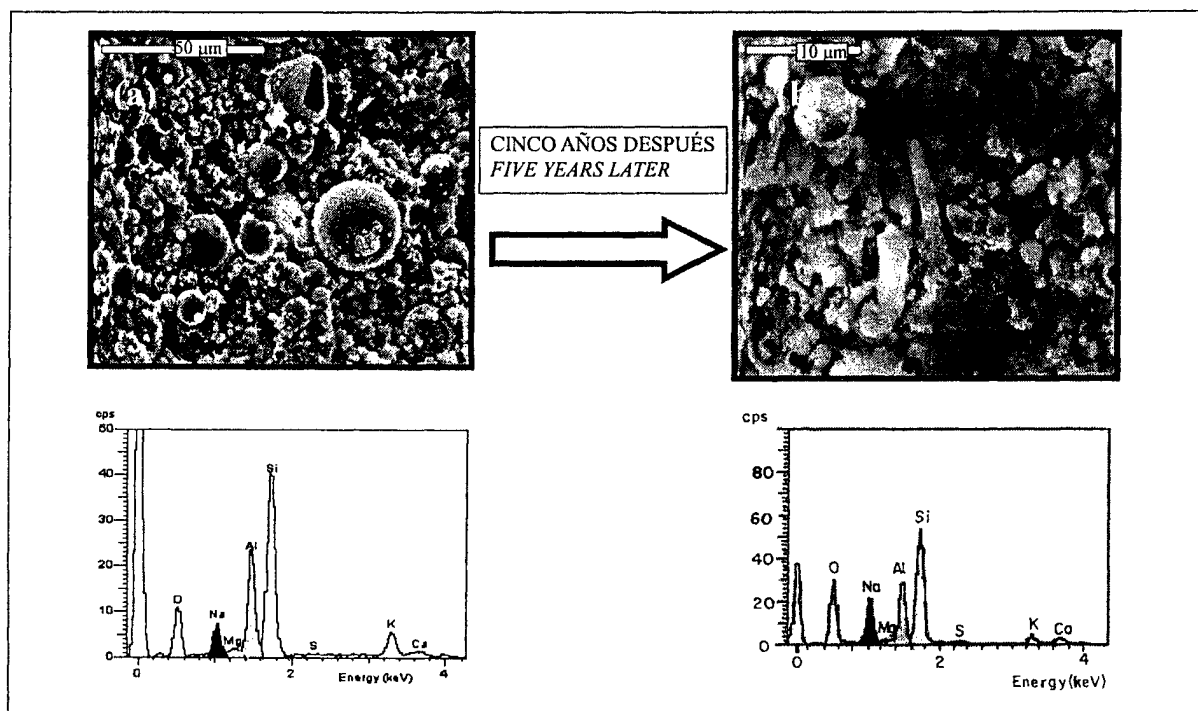 50 µm
(a)
10 µm
CINCO AÑOS DESPUÉS
FIVE YEARS LATER
cps
50
40
30
20
10
0
O
Na
Mg
Al
Si
S
K
Ca
0
2
4
Energy (keV)
cps
80
60
40
20
0
O
Na
Mg
Al
Si
S
K
Ca
0
2
4
Energy (keV)